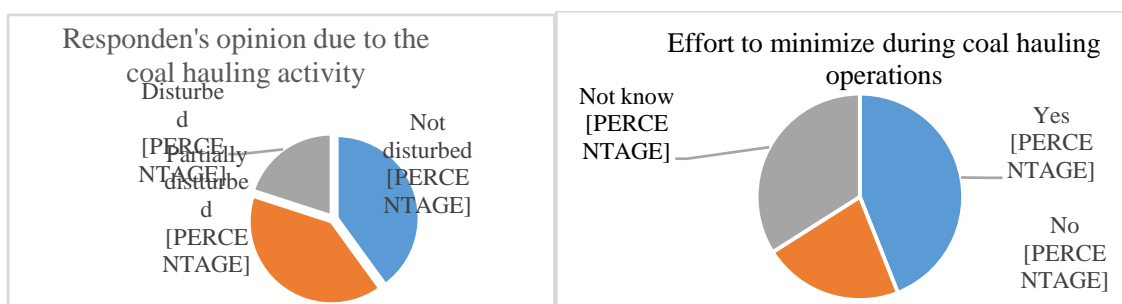 Responden's opinion due to the
coal hauling activity
Disturbe
d
[PERCE
NTAGE]
Partially
distturbe
d
[PERCE
NTAGE]
Not
disturbed
[PERCE
NTAGE]
Effort to minimize during coal hauling
operations
Not know
[PERCE
NTAGE]
Yes
[PERCE
NTAGE]
No
[PERCE
NTAGE]